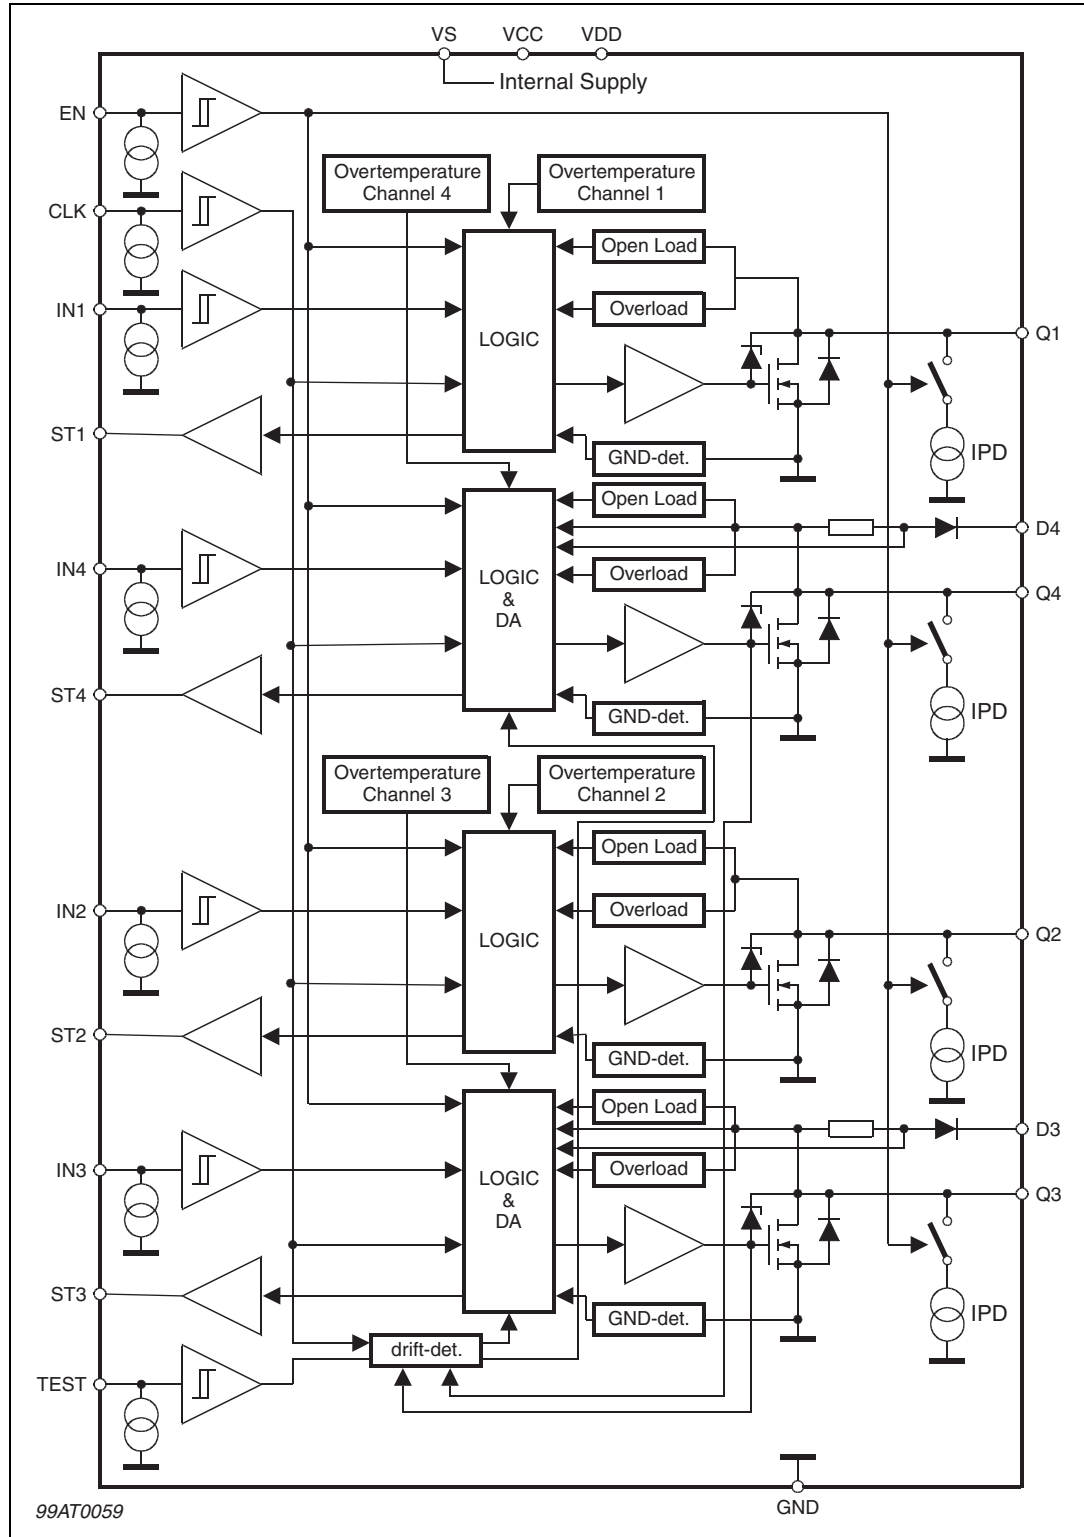 VS
VCC
VDD
Internal Supply
EN
Overtemperature
Channel 4
Overtemperature
Channel 1
CLK
Open Load
IN1
Overload
LOGIC
Q1
ST1
GND-det.
IPD
Open Load
D4
IN4
LOGIC
&
DA
Overload
Q4
ST4
GND-det.
IPD
Overtemperature
Channel 3
Overtemperature
Channel 2
Open Load
IN2
Overload
LOGIC
Q2
ST2
GND-det.
IPD
Open Load
D3
IN3
LOGIC
&
DA
Overload
Q3
ST3
GND-det.
IPD
drift-det.
TEST
GND
99AT0059